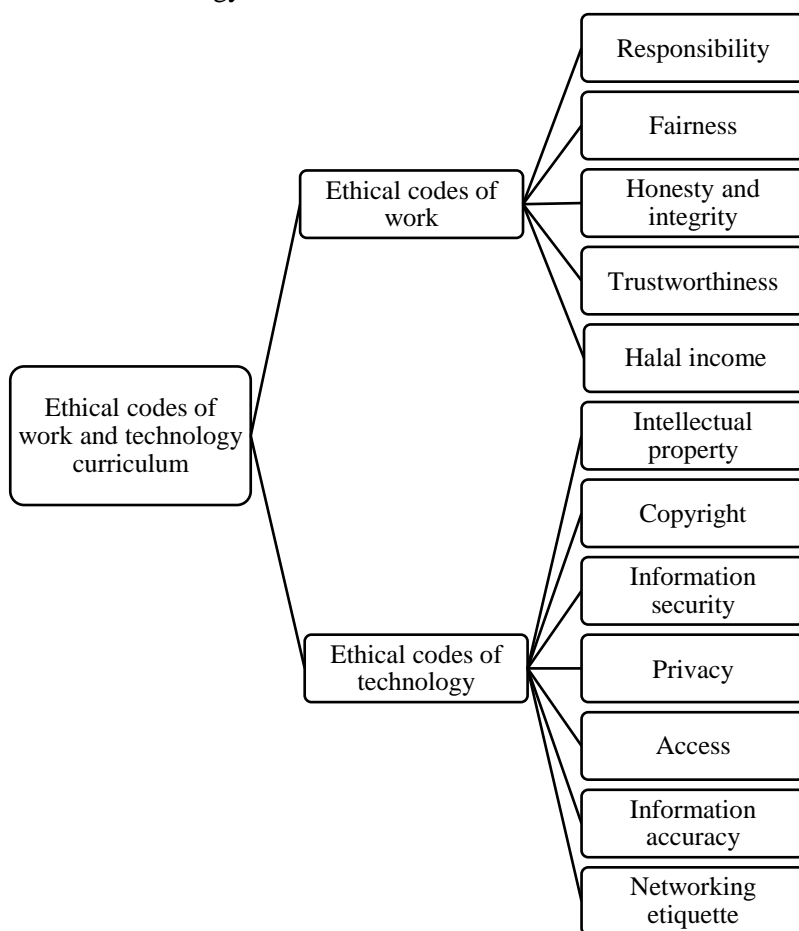 Responsibility
Fairness
Ethical codes of
work
Honesty and
integrity
Trustworthiness
Halal income
Ethical codes of
work and technology
curriculum
Intellectual
property
Copyright
Information
security
Ethical codes of
technology
Privacy
Access
Information
accuracy
Networking
etiquette